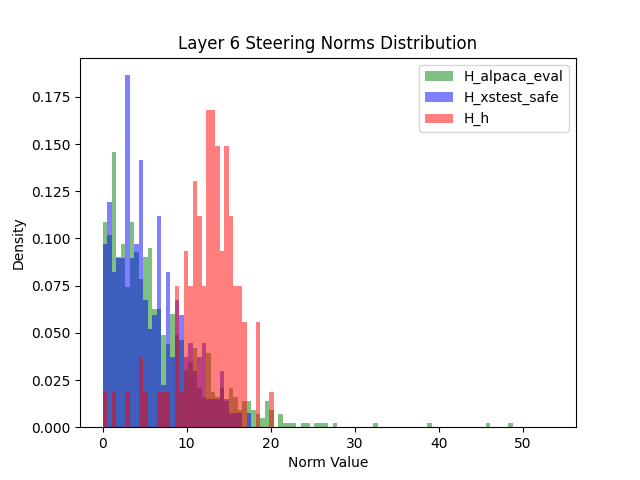 Layer 6 Steering Norms Distribution
H_alpaca_eval
H_xstest_safe
H_h
Density
0.175
0.150
0.125
0.100
0.075
0.050
0.025
0.000
0 10 20 30 40 50
Norm Value